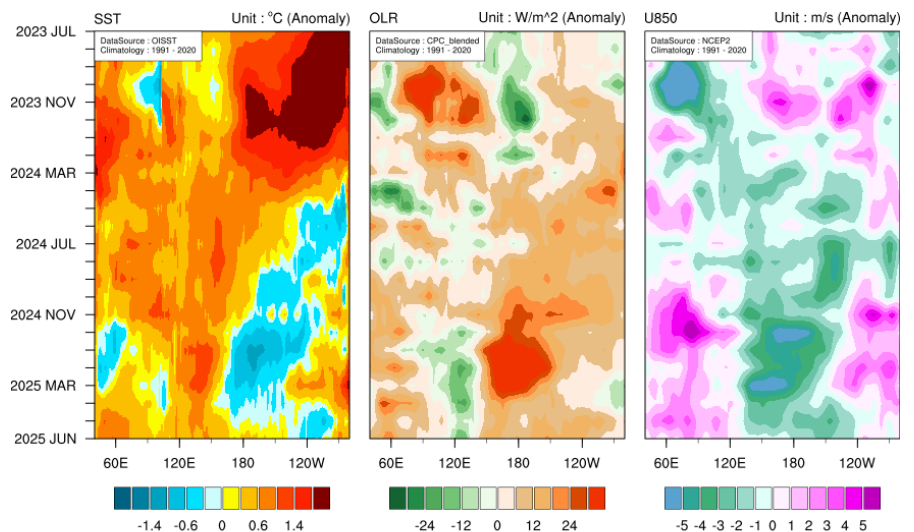 SST Unit : °C (Anomaly)
DataSource : OISST
Climatology : 1991 - 2020
2023 JUL
2023 NOV
2024 MAR
2024 JUL
2024 NOV
2025 MAR
2025 JUN
60E 120E 180 120W
-1.4 -0.6 0 0.6 1.4
OLR Unit : W/m^2 (Anomaly)
DataSource : CPC_blended
Climatology : 1991 - 2020
60E 120E 180 120W
-24 -12 0 12 24
U850 Unit : m/s (Anomaly)
DataSource : NCEP2
Climatology : 1991 - 2020
60E 120E 180 120W
-5 -4 -3 -2 -1 0 1 2 4 5